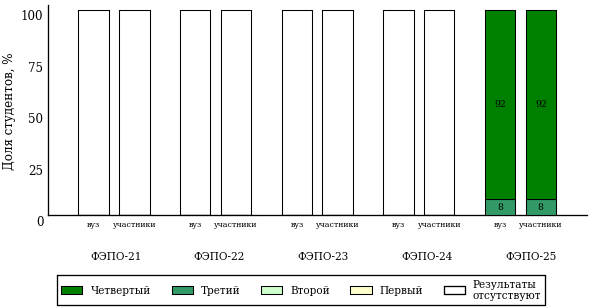 Доля студентов, %
100
75
50
25
0
92 92
8 8
вуз участники вуз участники вуз участники вуз участники вуз участники
ФЭПО-21 ФЭПО-22 ФЭПО-23 ФЭПО-24 ФЭПО-25
Четвертый Третий Второй Первый Результаты
отсутствуют